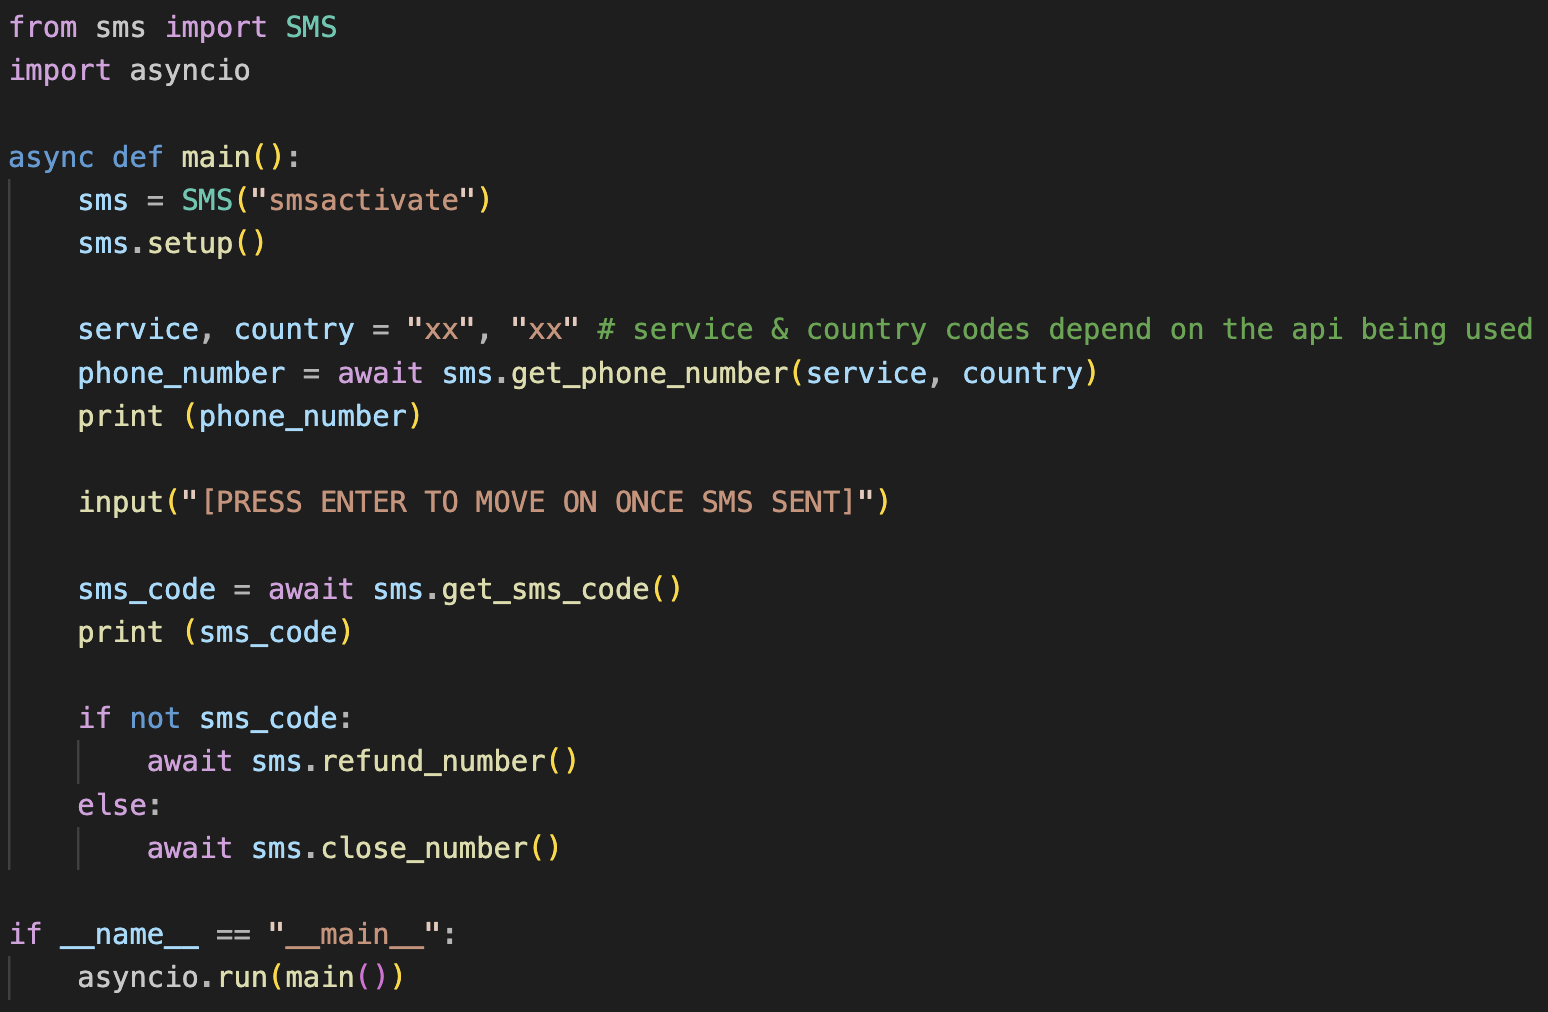 from sms import SMS
import asyncio

async def main():
    sms = SMS("smsactivate")
    sms.setup()

    service, country = "xx", "xx" # service & country codes depend on the api being used
    phone_number = await sms.get_phone_number(service, country)
    print (phone_number)

    input("[PRESS ENTER TO MOVE ON ONCE SMS SENT]")

    sms_code = await sms.get_sms_code()
    print (sms_code)

    if not sms_code:
        await sms.refund_number()
    else:
        await sms.close_number()

if __name__ == "__main__":
    asyncio.run(main())